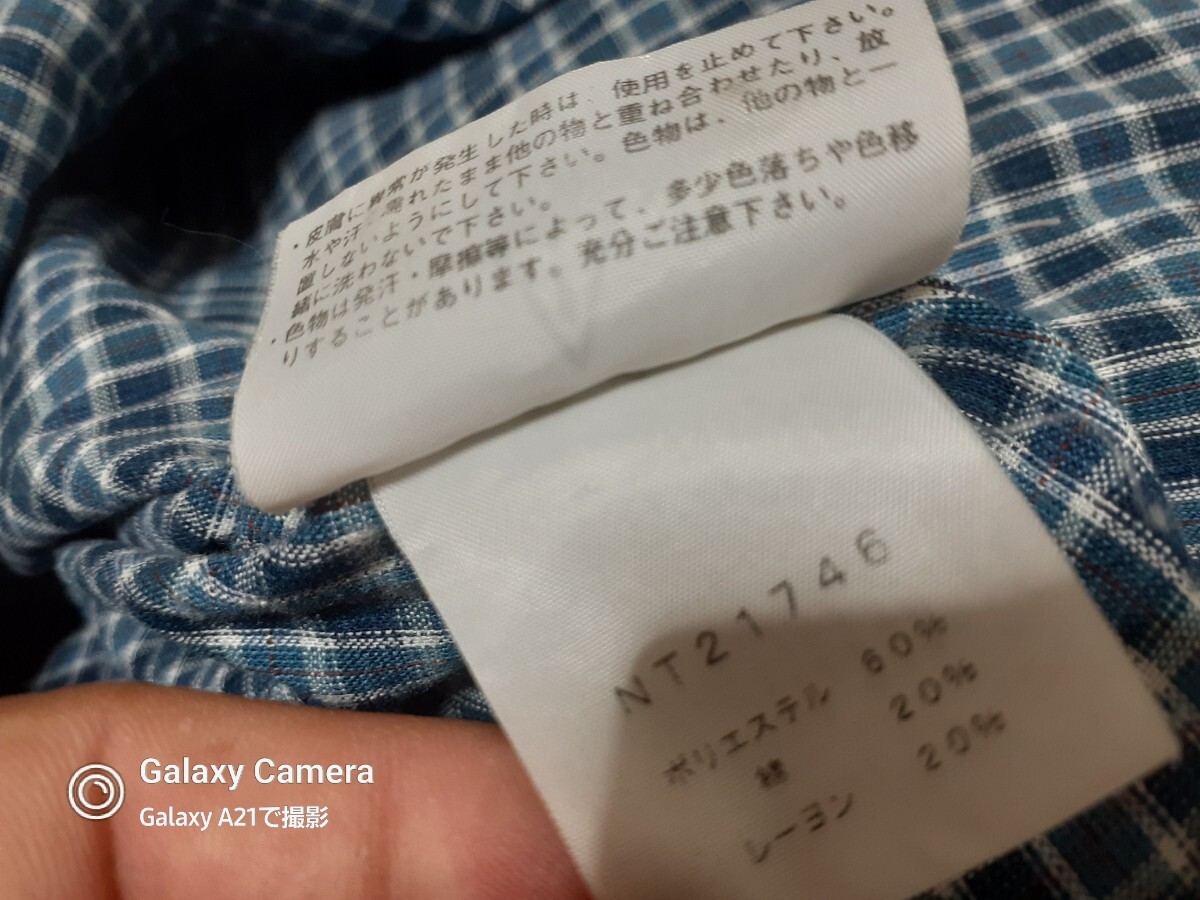 ・皮膚に異常が発生した時は、使用を止めて下さい。
水や汗に濡れたまま他の物と重ね合わせたり、放
置しないようにして下さい。色物は、他の物と一
緒に洗わないで下さい。
・色物は発汗・摩擦等によって、多少色落ちや色移
りすることがあります。充分ご注意下さい。
NT21746
ポリエステル 60%
綿 20%
レーヨン 20%
Galaxy Camera
Galaxy A21で撮影